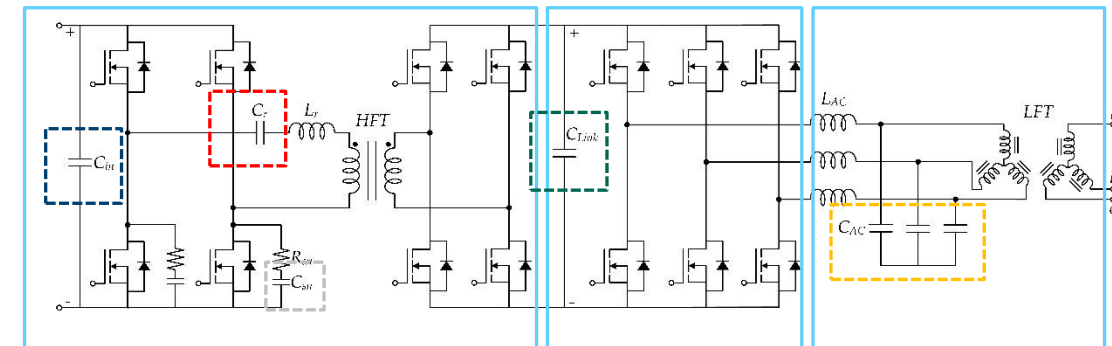 +
+
C_r
L_r
HFT
L_AC
LFT
C_in
C_Link
C_AC
R_sn
C_sn
-
-